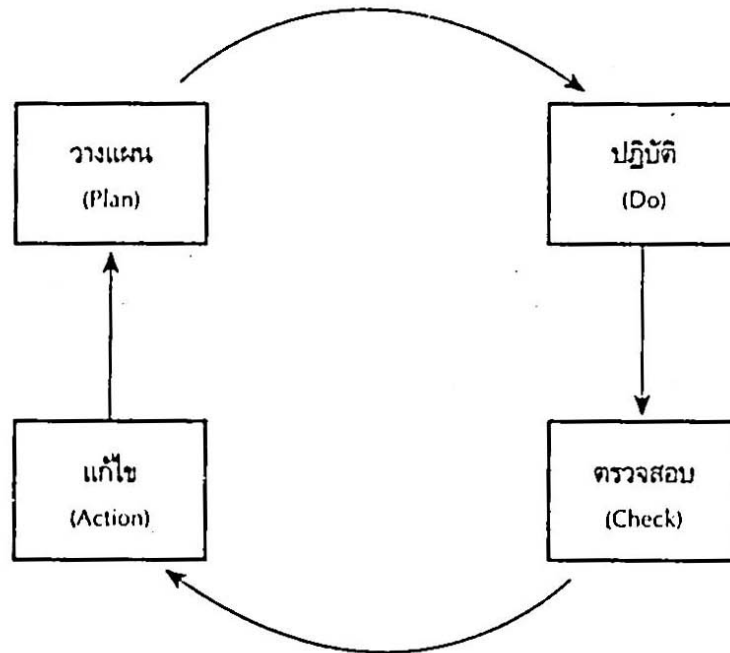 วางแผน
(Plan)
ปฏิบัติ
(Do)
แก้ไข
(Action)
ตรวจสอบ
(Check)